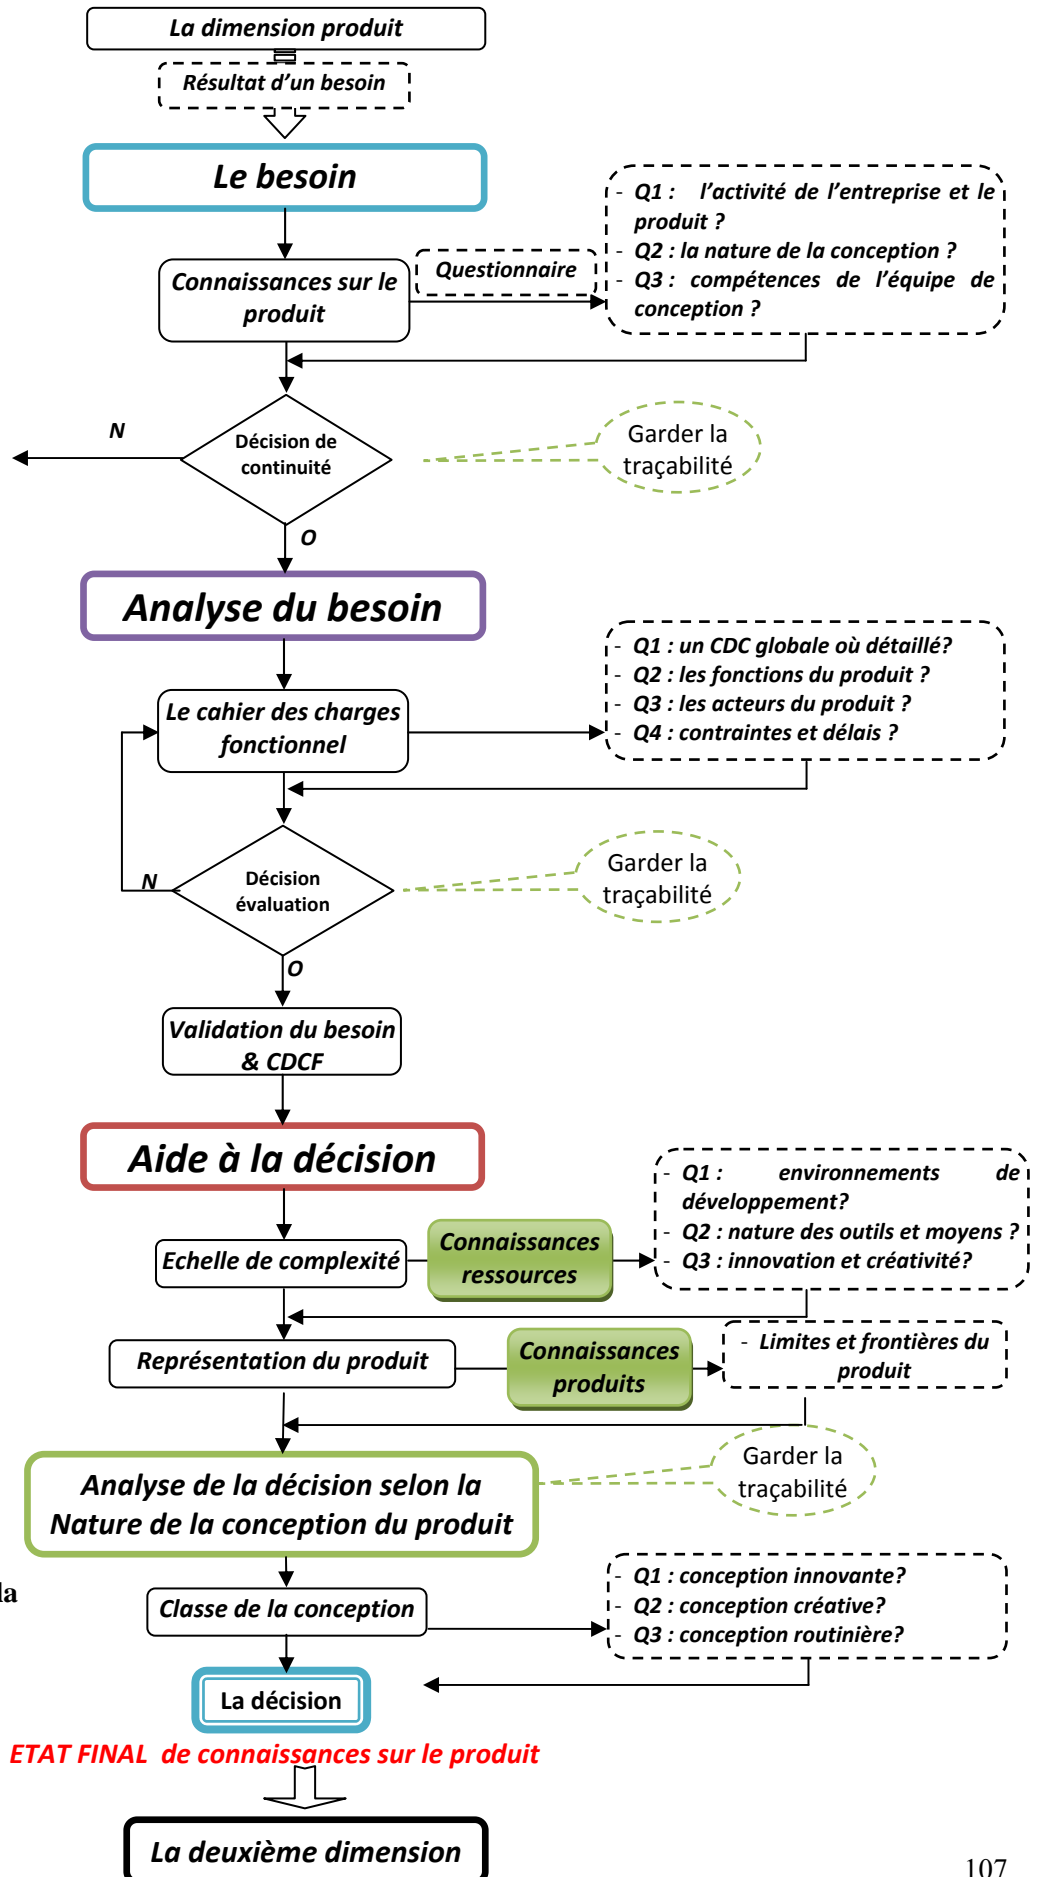 La dimension produit
Résultat d’un besoin
Le besoin
- Q1 : l’activité de l’entreprise et le
produit ?
- Q2 : la nature de la conception ?
- Q3 : compétences de l’équipe de
conception ?
Questionnaire
Connaissances sur le
produit
N
Décision de
continuité
Garder la
traçabilité
O
Analyse du besoin
- Q1 : un CDC globale où détaillé?
- Q2 : les fonctions du produit ?
- Q3 : les acteurs du produit ?
- Q4 : contraintes et délais ?
Le cahier des charges
fonctionnel
N
Décision
évaluation
Garder la
traçabilité
O
Validation du besoin
& CDCF
Aide à la décision
- Q1 : environnements de
développement?
- Q2 : nature des outils et moyens ?
- Q3 : innovation et créativité?
Echelle de complexité
Connaissances
ressources
Représentation du produit
Connaissances
produits
- Limites et frontières du
produit
Garder la
traçabilité
Analyse de la décision selon la
Nature de la conception du produit
la
Classe de la conception
- Q1 : conception innovante?
- Q2 : conception créative?
- Q3 : conception routinière?
La décision
ETAT FINAL de connaissances sur le produit
La deuxième dimension
107